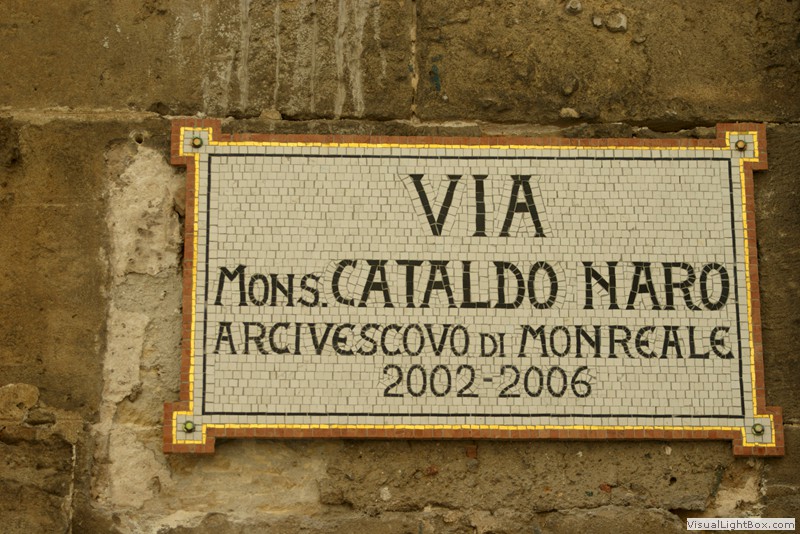 VIA
MONS. CATALDO NARO
ARCIVESCOVO DI MONREALE
2002-2006
VisualLightBox.com